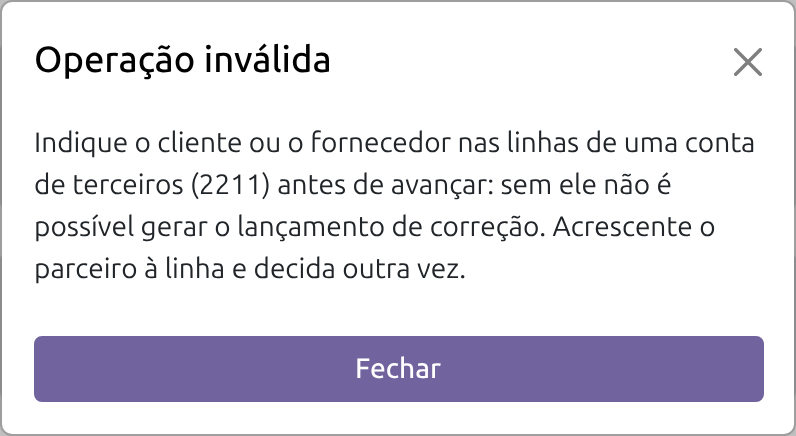 Operação inválida
Indique o cliente ou o fornecedor nas linhas de uma conta
de terceiros (2211) antes de avançar: sem ele não é
possível gerar o lançamento de correção. Acrescente o
parceiro à linha e decida outra vez.
Fechar